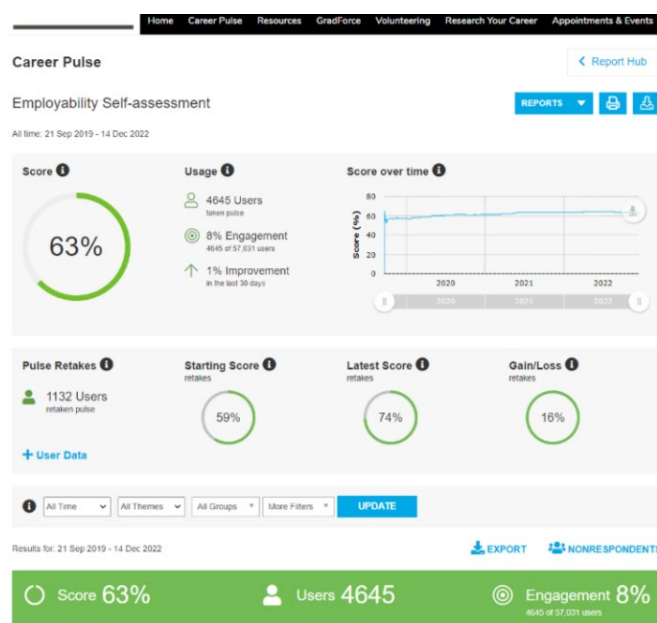 Home Career Pulse Resources GradForce Volunteering Research Your Career Appointments & Events
Career Pulse
Report Hub
Employability Self-assessment
REPORTS
All time: 21 Sep 2019 - 14 Dec 2022
Score
63%
Usage
4645 Users
taken pulse
8% Engagement
4645 of 57,031 users
1% Improvement
in the last 30 days
Score over time
Score (%)
80
60
40
20
0
2020 2021 2022
2020 2021 2022
Pulse Retakes
1132 Users
retaken pulse
+ User Data
Starting Score
retakes
59%
Latest Score
retakes
74%
Gain/Loss
retakes
16%
All Time All Themes All Groups More Filters UPDATE
Results for: 21 Sep 2019 - 14 Dec 2022
EXPORT NONRESPONDENTS
Score 63% Users 4645 Engagement 8%
4645 of 57,031 users